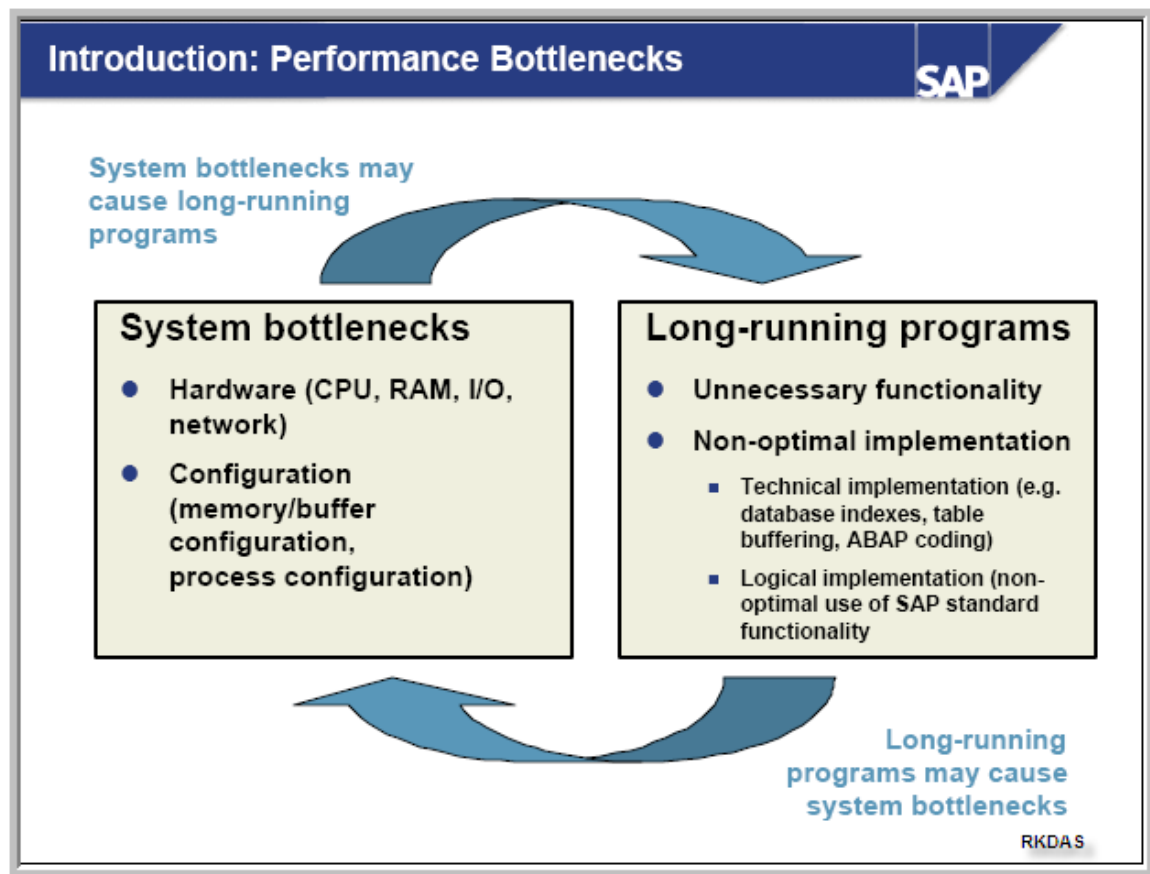 Introduction: Performance Bottlenecks
SAP
System bottlenecks may
cause long-running
programs
System bottlenecks
Hardware (CPU, RAM, I/O,
network)
Configuration
(memory/buffer
configuration,
process configuration)
Long-running programs
Unnecessary functionality
Non-optimal implementation
Technical implementation (e.g.
database indexes, table
buffering, ABAP coding)
Logical implementation (non-
optimal use of SAP standard
functionality
Long-running
programs may cause
system bottlenecks
RKDAS